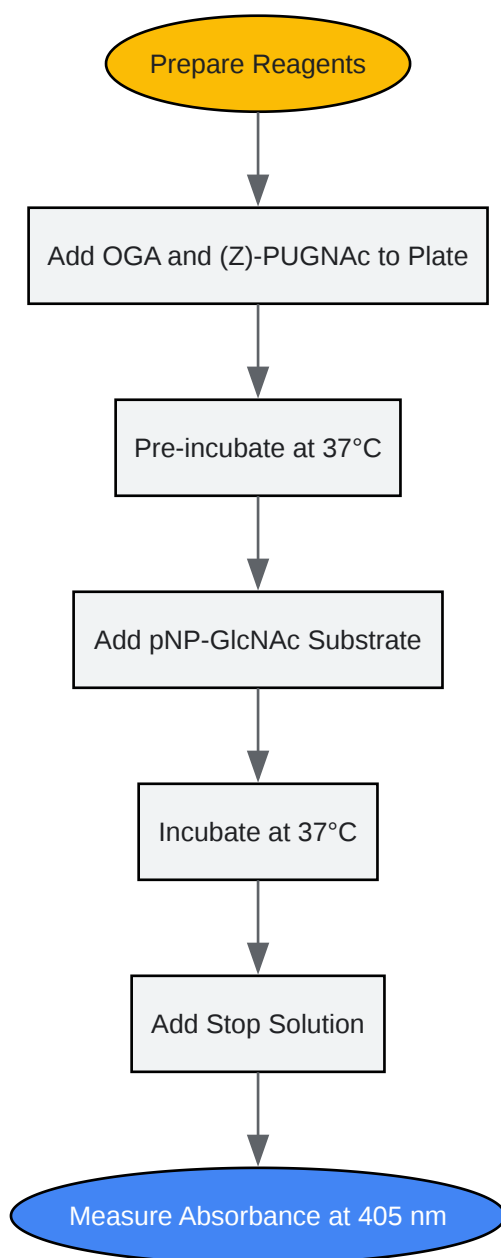 Prepare Reagents
Add OGA and (Z)-PUGNAc to Plate
Pre-incubate at 37°C
Add pNP-GlcNAc Substrate
Incubate at 37°C
Add Stop Solution
Measure Absorbance at 405 nm